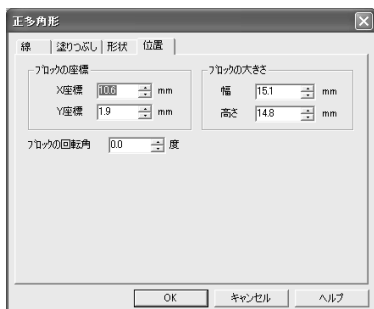 正多角形
線 塗りつぶし 形状 位置
ブロックの座標 ブロックの大きさ
X座標 10.6 mm 幅 15.1 mm
Y座標 1.9 mm 高さ 14.8 mm
ブロックの回転角 0.0 度
OK キャンセル ヘルプ